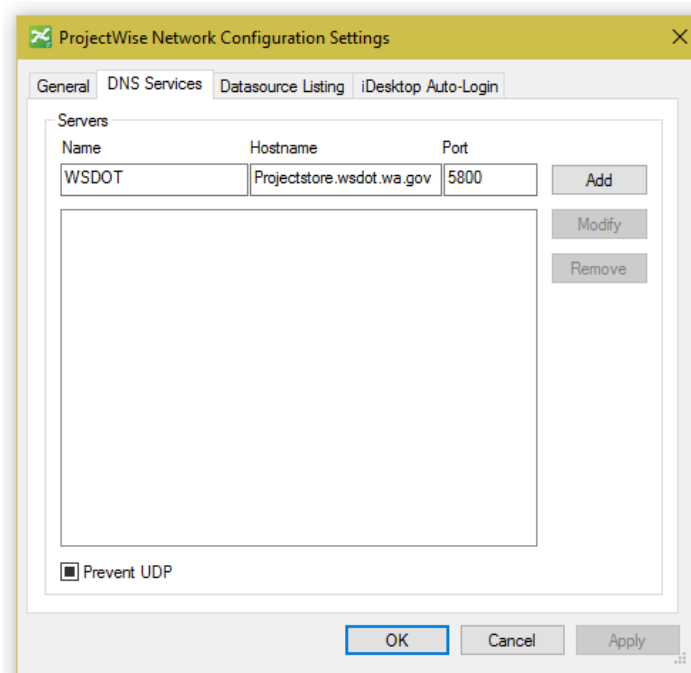 ProjectWise Network Configuration Settings
General DNS Services Datasource Listing iDesktop Auto-Login
Servers
Name Hostname Port
WSDOT Projectstore.wsdot.wa.gov 5800 Add
Modify
Remove
Prevent UDP
OK Cancel Apply